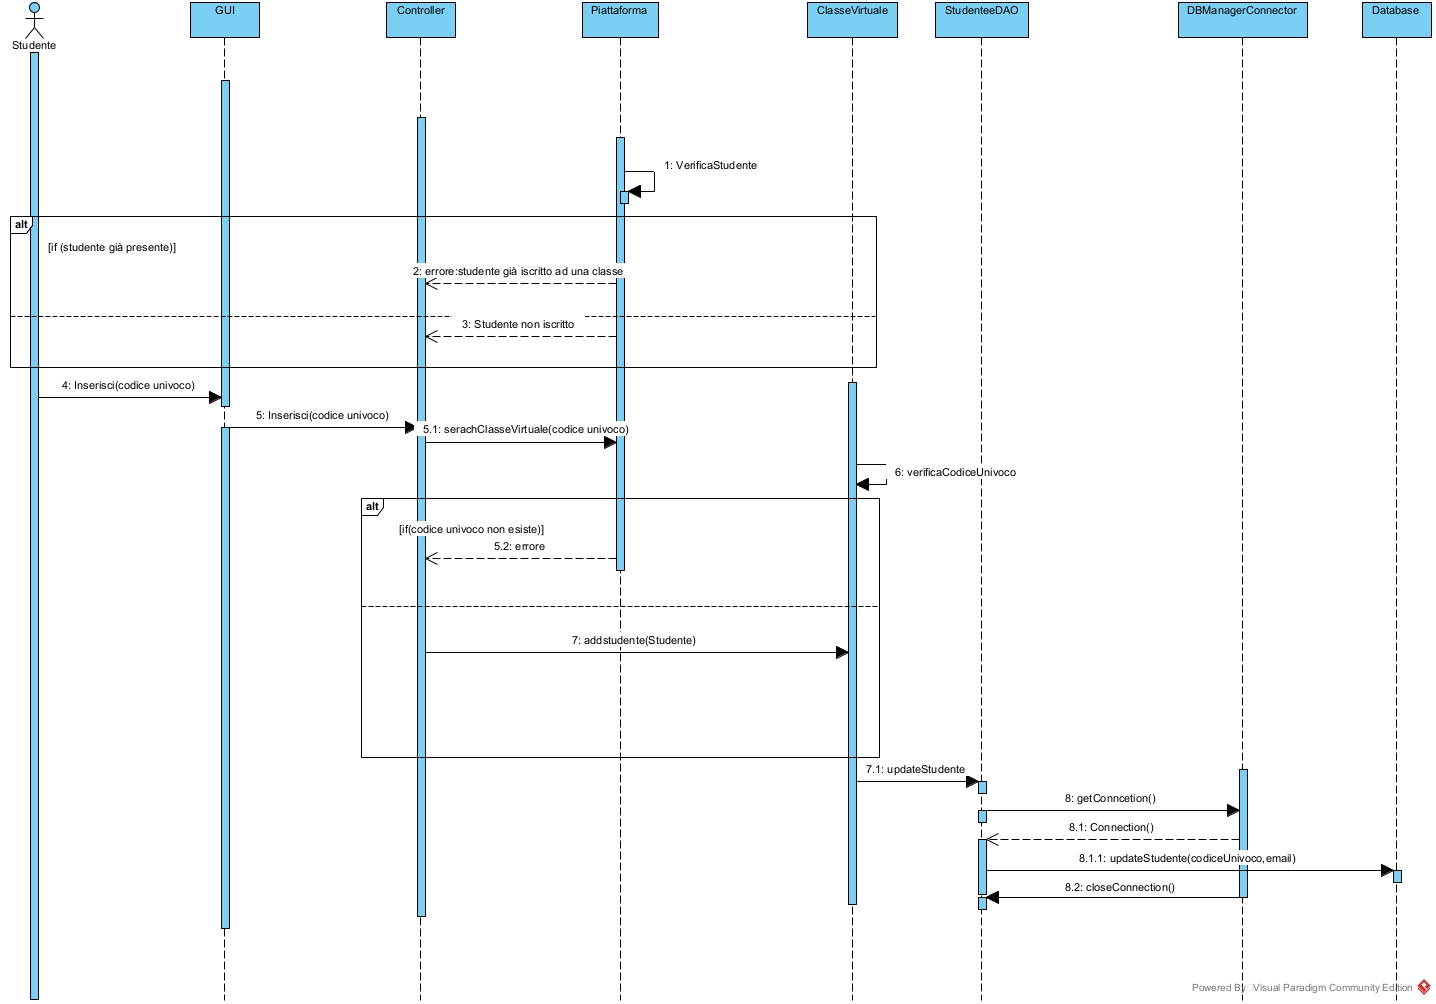 Studente
GUI
Controller
Piattaforma
ClasseVirtuale
StudenteeDAO
DBManagerConnector
Database
1: VerificaStudente
alt
[if (studente già presente)]
2: errore:studente già iscritto ad una classe
3: Studente non iscritto
4: Inserisci(codice univoco)
5: Inserisci(codice univoco)
5.1: serachClasseVirtuale(codice univoco)
6: verificaCodiceUnivoco
alt
[if(codice univoco non esiste)]
5.2: errore
7: addstudente(Studente)
7.1: updateStudente
8: getConncetion()
8.1: Connection()
8.1.1: updateStudente(codiceUnivoco,email)
8.2: closeConnection()
Powered By Visual Paradigm Community Edition